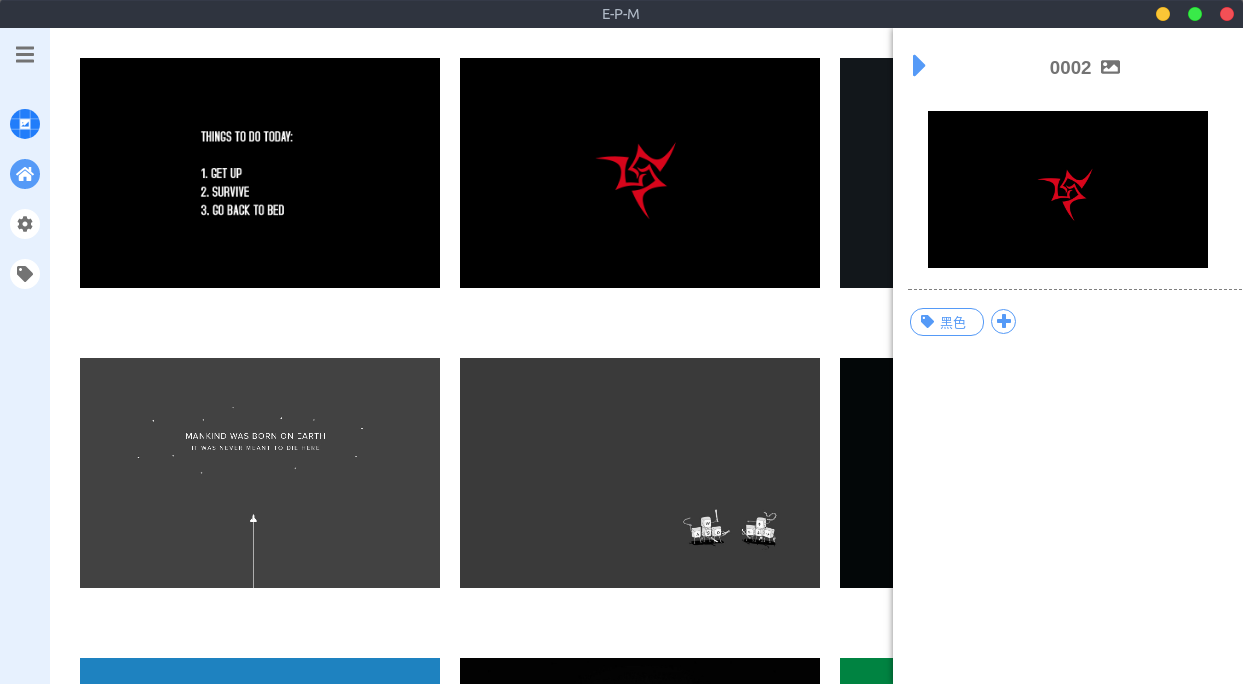 E-P-M
THINGS TO DO TODAY:
1. GET UP
2. SURVIVE
3. GO BACK TO BED
MANKIND WAS BORN ON EARTH
IT WAS NEVER MEANT TO DIE HERE
0002
黑色